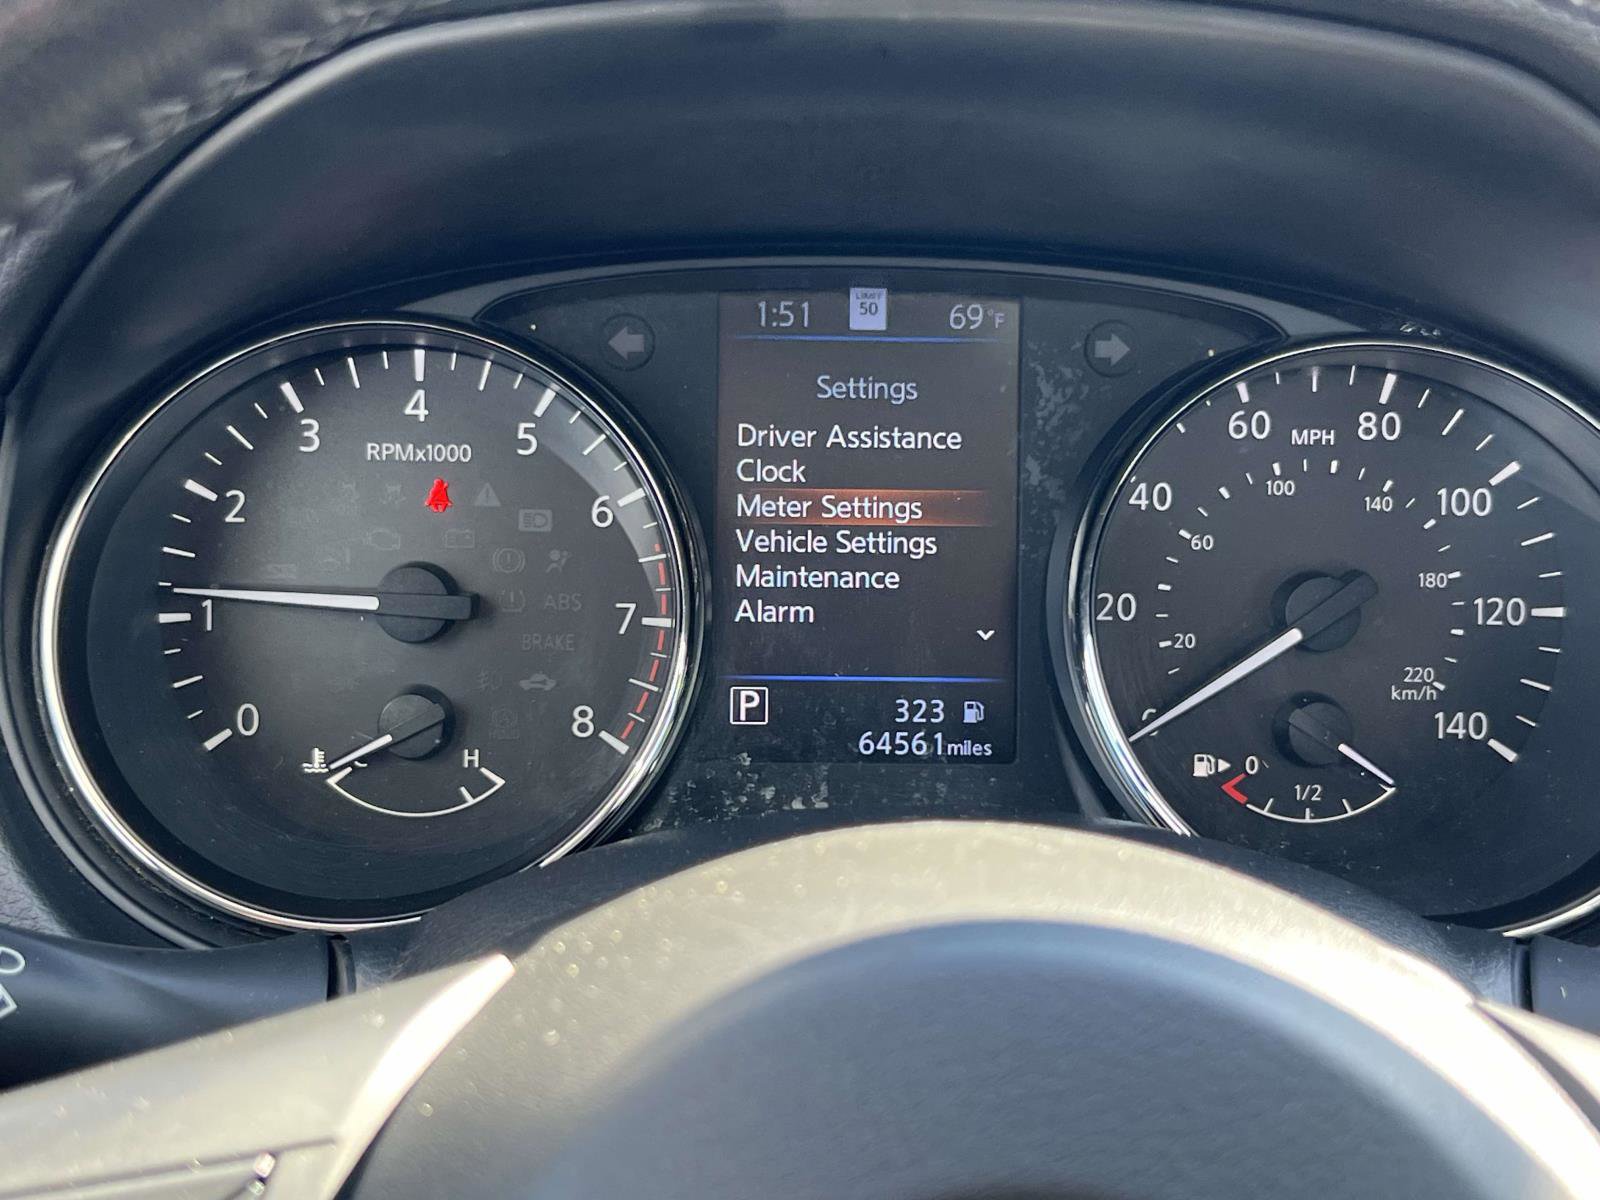 1:51
LIMIT
50
69°F
Settings
Driver Assistance
Clock
Meter Settings
Vehicle Settings
Maintenance
Alarm
P
323
64561 miles
0
1
2
3
4
5
6
7
8
RPMx1000
ABS
BRAKE
H
20
40
60
80
100
120
140
MPH
20
60
100
140
180
220
km/h
0
1/2